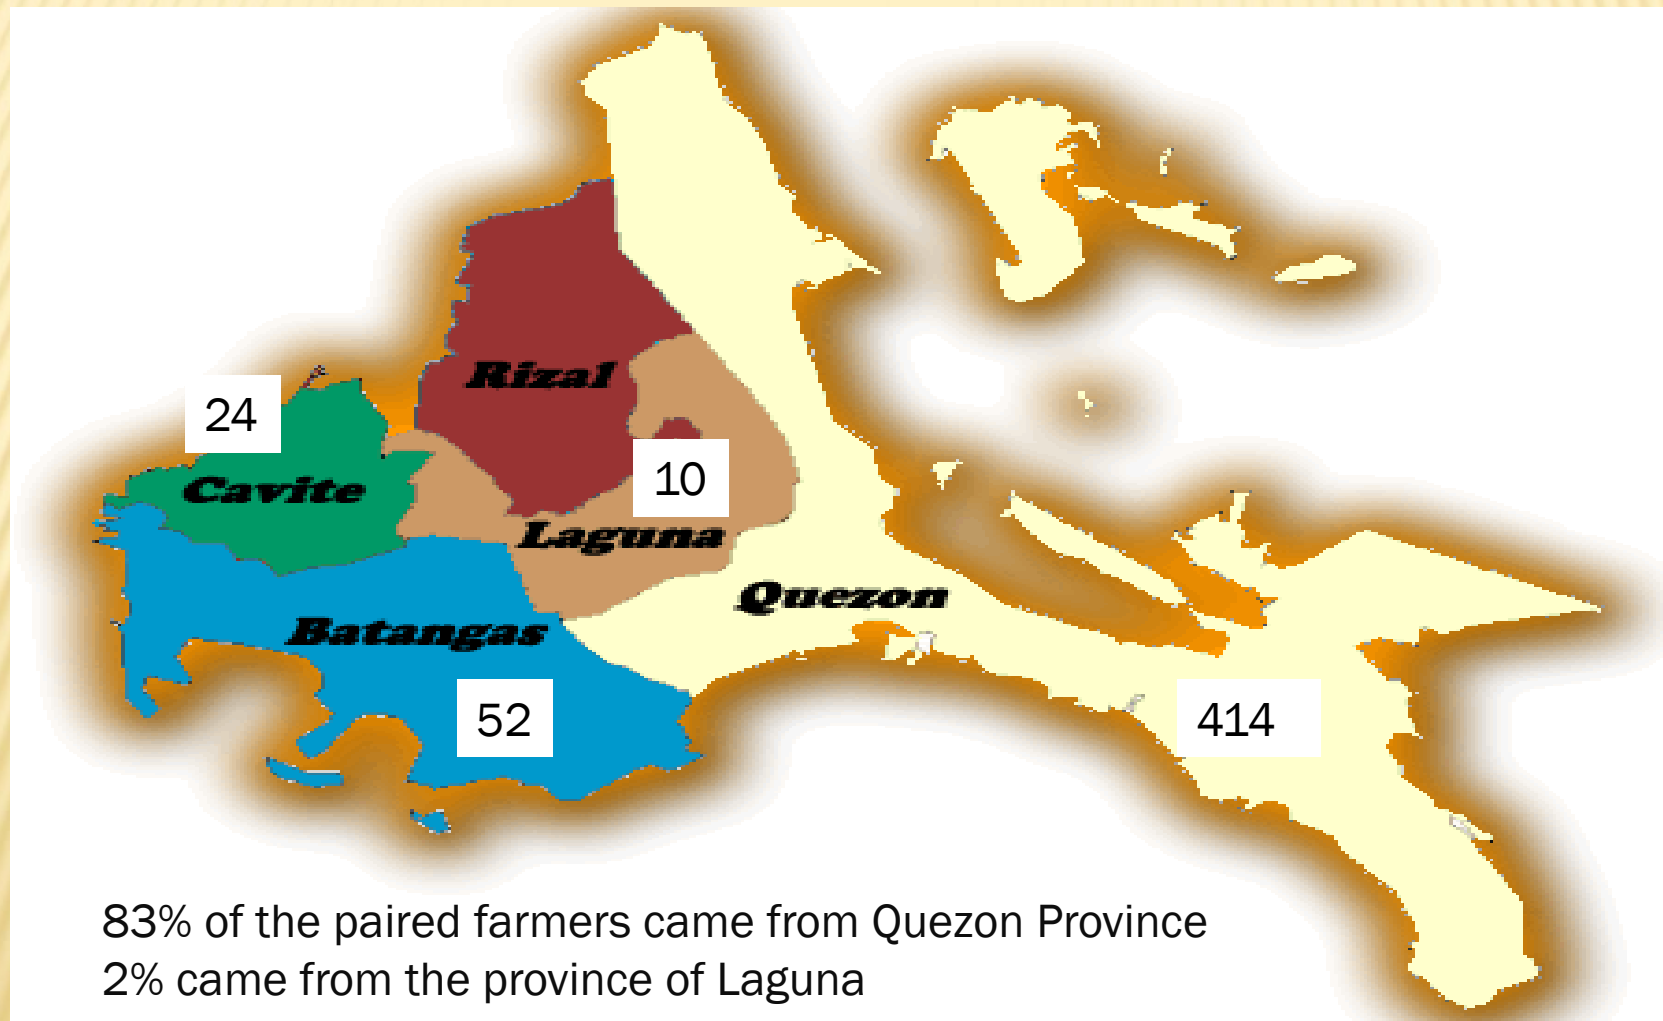 Rizal
24
Cavite
10
Laguna
Quezon
Batangas
52
414
83% of the paired farmers came from Quezon Province
2% came from the province of Laguna